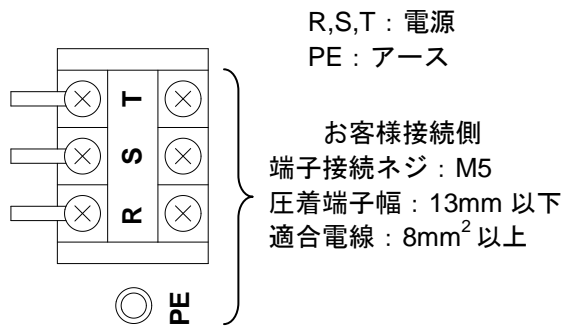 R,S,T：電源
PE：アース
T
S
R
お客様接続側
端子接続ネジ：M5
圧着端子幅：13mm 以下
適合電線：8mm² 以上
PE